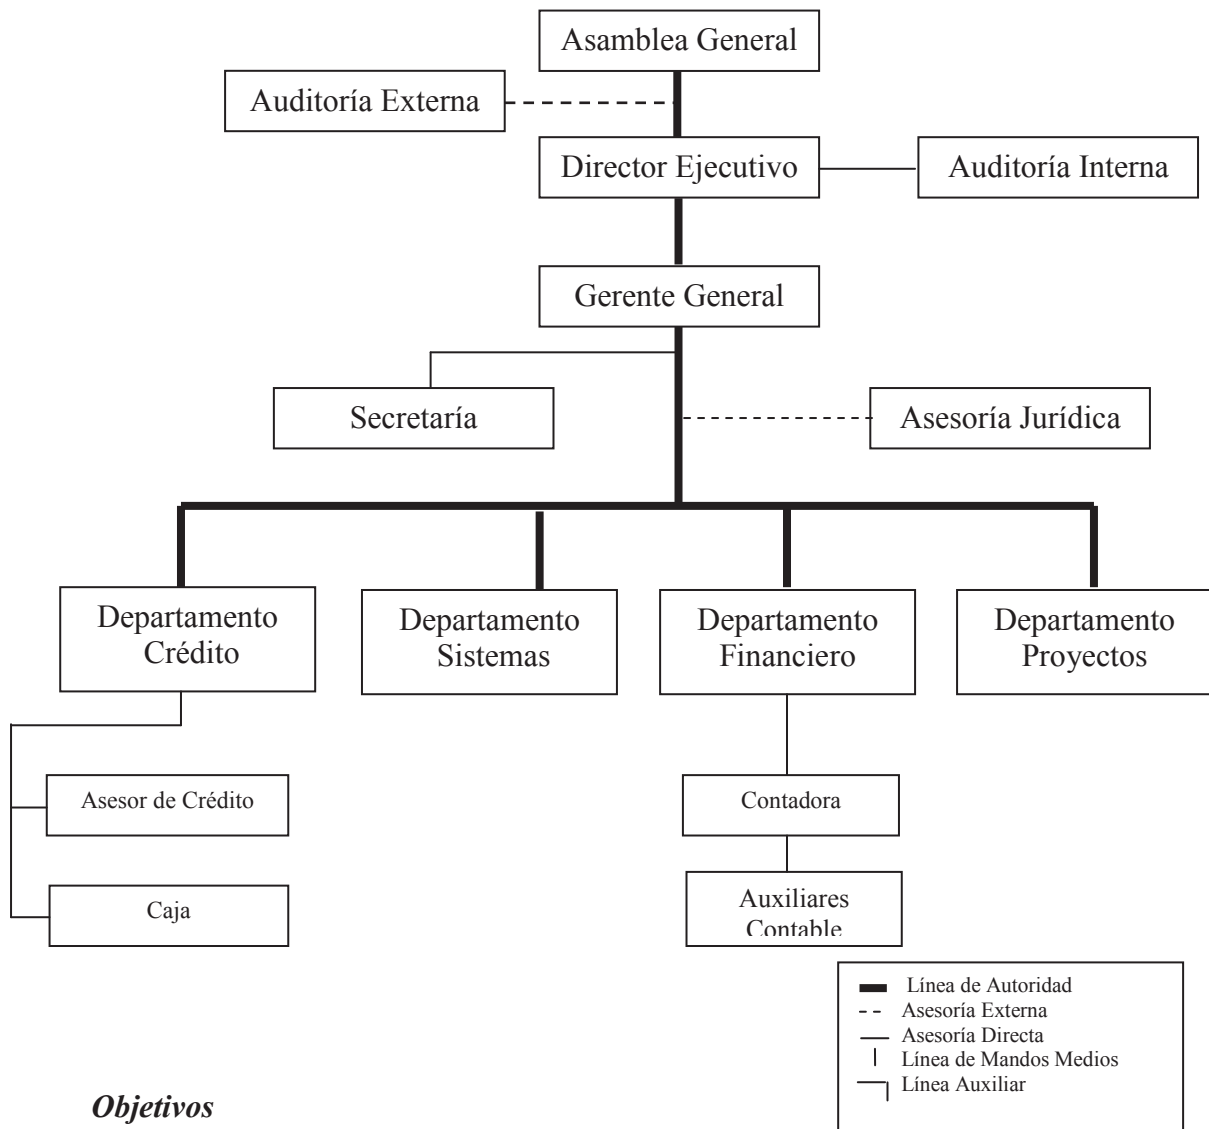 Asamblea General
Auditoría Externa
Director Ejecutivo
Auditoría Interna
Gerente General
Secretaría
Asesoría Jurídica
Departamento
Crédito
Departamento
Sistemas
Departamento
Financiero
Departamento
Proyectos
Asesor de Crédito
Contadora
Caja
Auxiliares
Contable
Línea de Autoridad
Asesoría Externa
Asesoría Directa
Línea de Mandos Medios
Línea Auxiliar
Objetivos